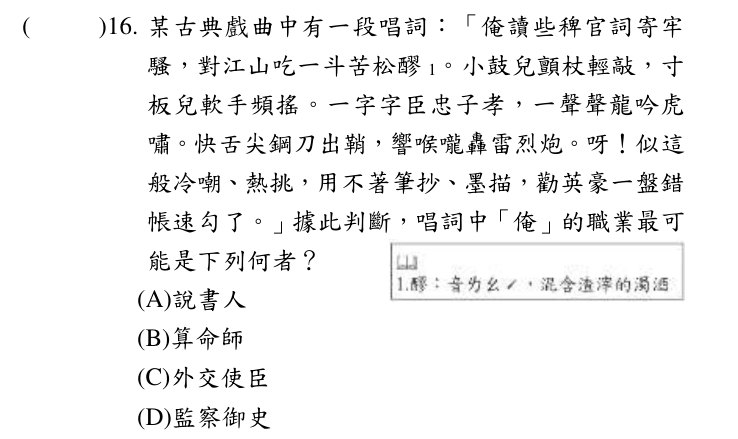 (　　)16. 某古典戲曲中有一段唱詞：「俺讀些稗官詞寄牢
騷，對江山吃一斗苦松醪 1。小鼓兒顫杖輕敲，寸
板兒軟手頻搖。一字字臣忠子孝，一聲聲龍吟虎
嘯。快舌尖鋼刀出鞘，響喉嚨轟雷烈炮。呀！似這
般冷嘲、熱挑，用不著筆抄、墨描，勸英豪一盤錯
帳速勾了。」據此判斷，唱詞中「俺」的職業最可
能是下列何者？
1.醪：音ㄌㄠˊ，混含渣滓的濁酒
(A)說書人
(B)算命師
(C)外交使臣
(D)監察御史